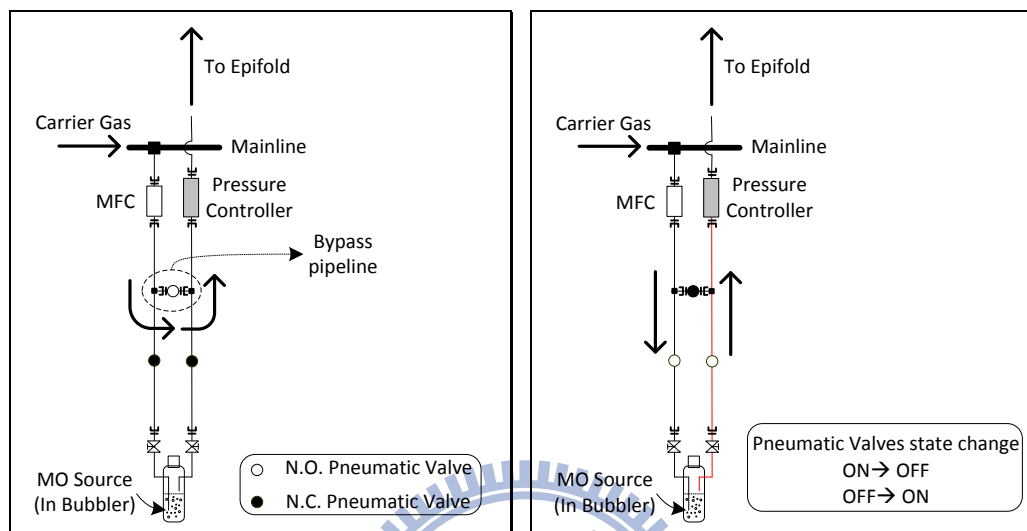 To Epifold
Carrier Gas
Mainline
MFC
Pressure
Controller
Bypass
pipeline
MO Source
(In Bubbler)
N.O. Pneumatic Valve
N.C. Pneumatic Valve
To Epifold
Carrier Gas
Mainline
MFC
Pressure
Controller
MO Source
(In Bubbler)
Pneumatic Valves state change
ON→ OFF
OFF→ ON